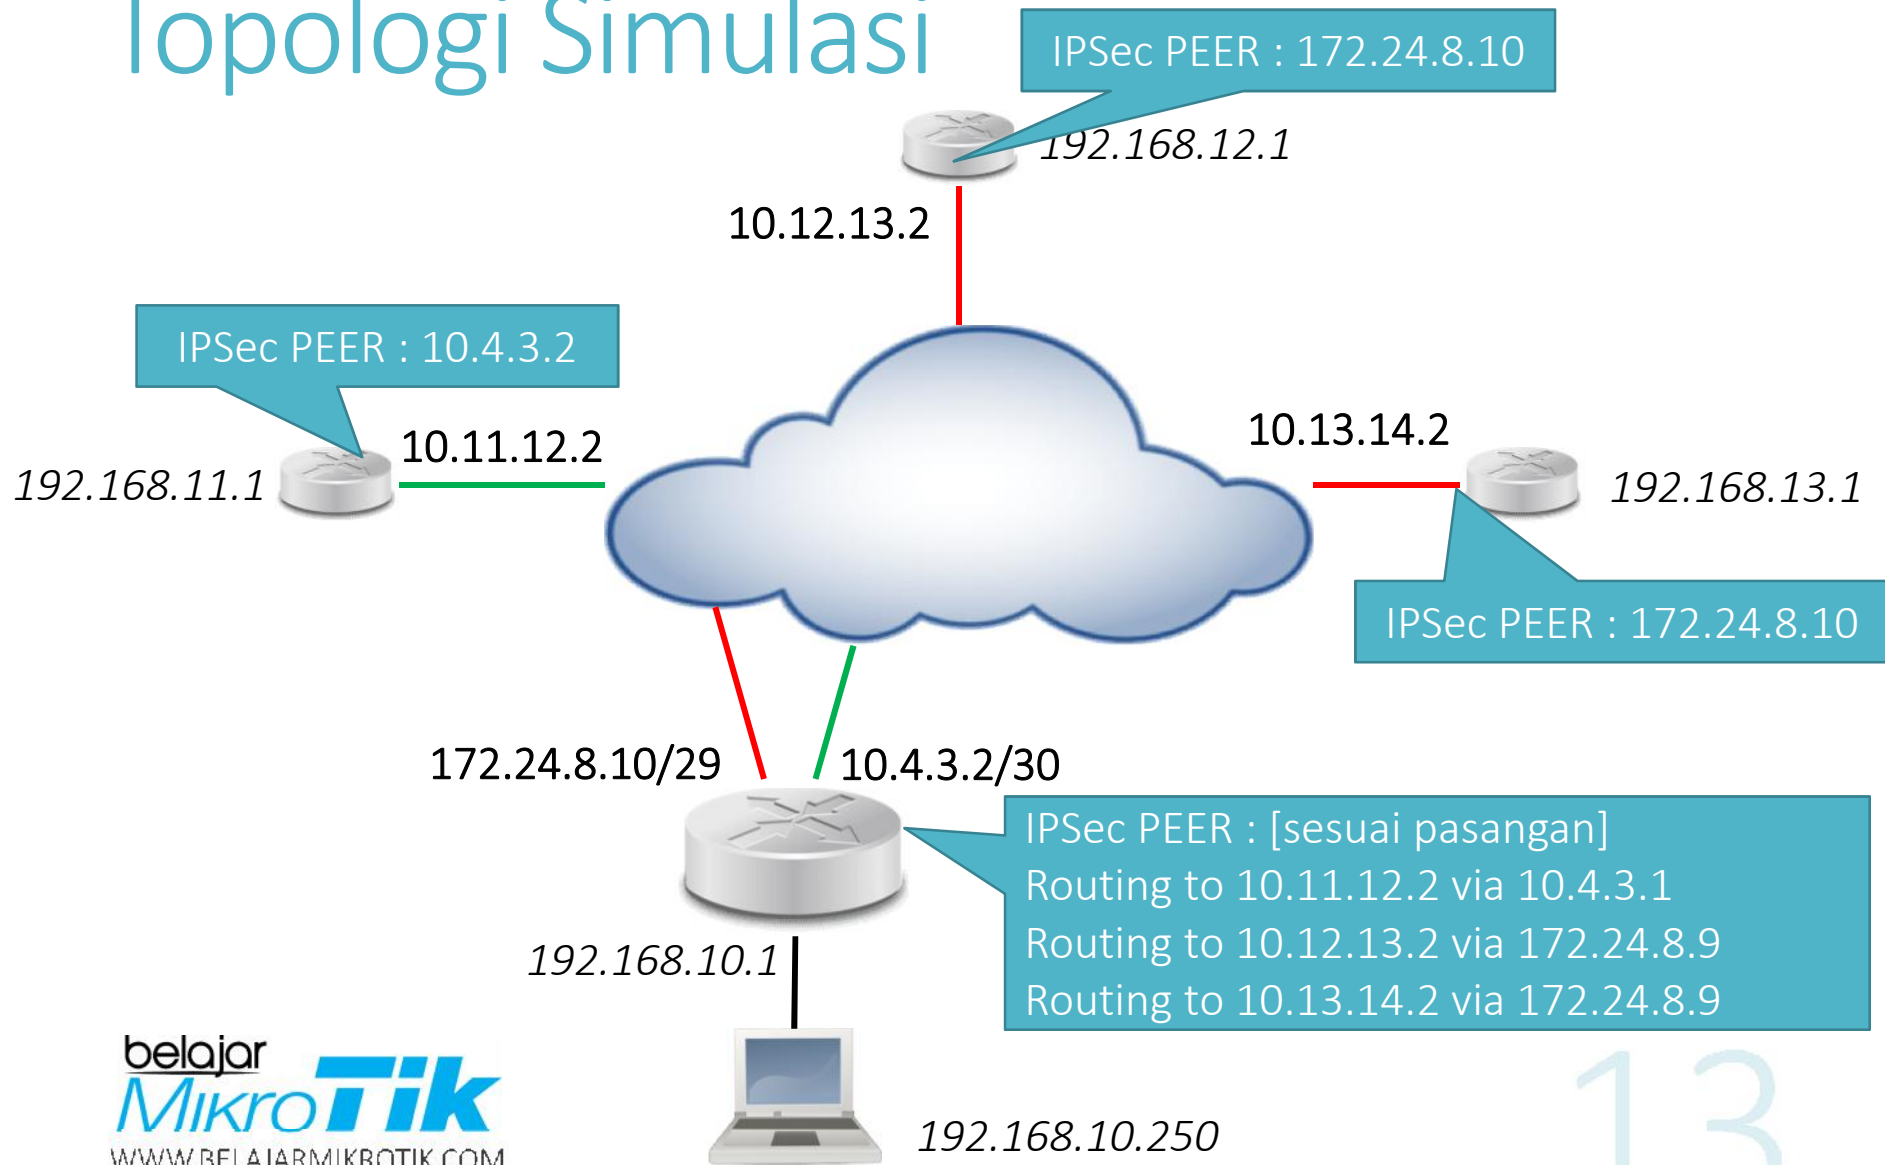 Topologi Simulasi
IPSec PEER : 172.24.8.10
192.168.12.1
10.12.13.2
IPSec PEER : 10.4.3.2
10.11.12.2
192.168.11.1
10.13.14.2
192.168.13.1
IPSec PEER : 172.24.8.10
172.24.8.10/29
10.4.3.2/30
IPSec PEER : [sesuai pasangan]
Routing to 10.11.12.2 via 10.4.3.1
Routing to 10.12.13.2 via 172.24.8.9
Routing to 10.13.14.2 via 172.24.8.9
192.168.10.1
192.168.10.250
belajar
MikroTik
WWW.BELAJARMIKROTIK.COM
13